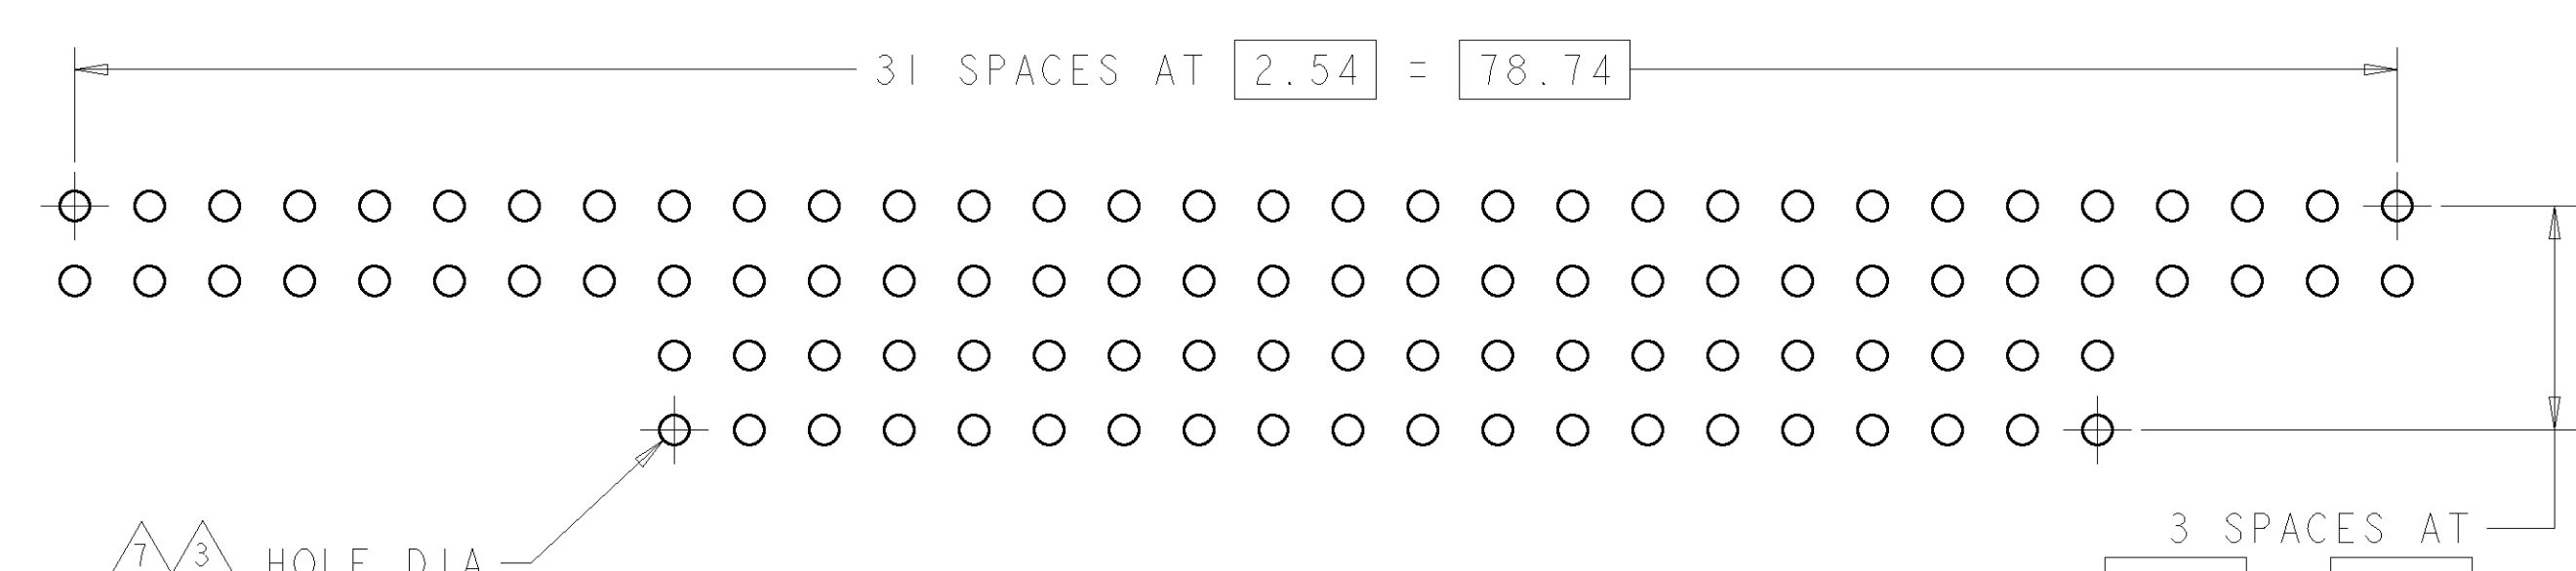 31 SPACES AT 2.54 = 78.74
3 SPACES AT
7 3 HOLE DIA